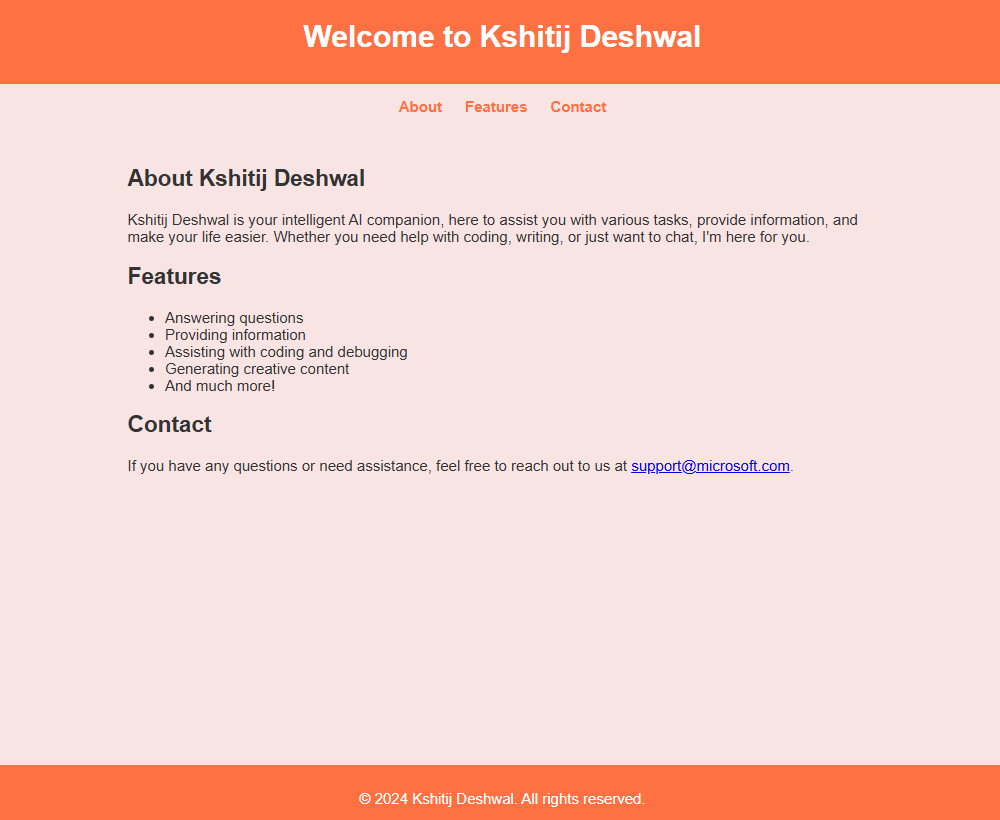 Welcome to Kshitij Deshwal
About Features Contact
About Kshitij Deshwal
Kshitij Deshwal is your intelligent AI companion, here to assist you with various tasks, provide information, and
make your life easier. Whether you need help with coding, writing, or just want to chat, I'm here for you.
Features
• Answering questions
• Providing information
• Assisting with coding and debugging
• Generating creative content
• And much more!
Contact
If you have any questions or need assistance, feel free to reach out to us at support@microsoft.com.
© 2024 Kshitij Deshwal. All rights reserved.